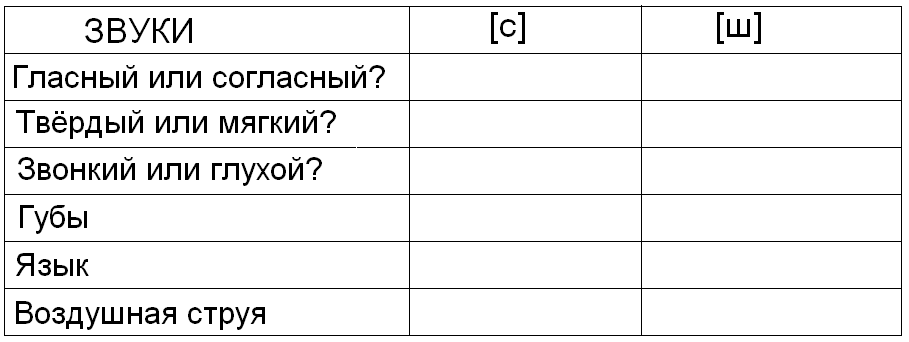 ЗВУКИ [с] [ш]
Гласный или согласный?
Твёрдый или мягкий?
Звонкий или глухой?
Губы
Язык
Воздушная струя